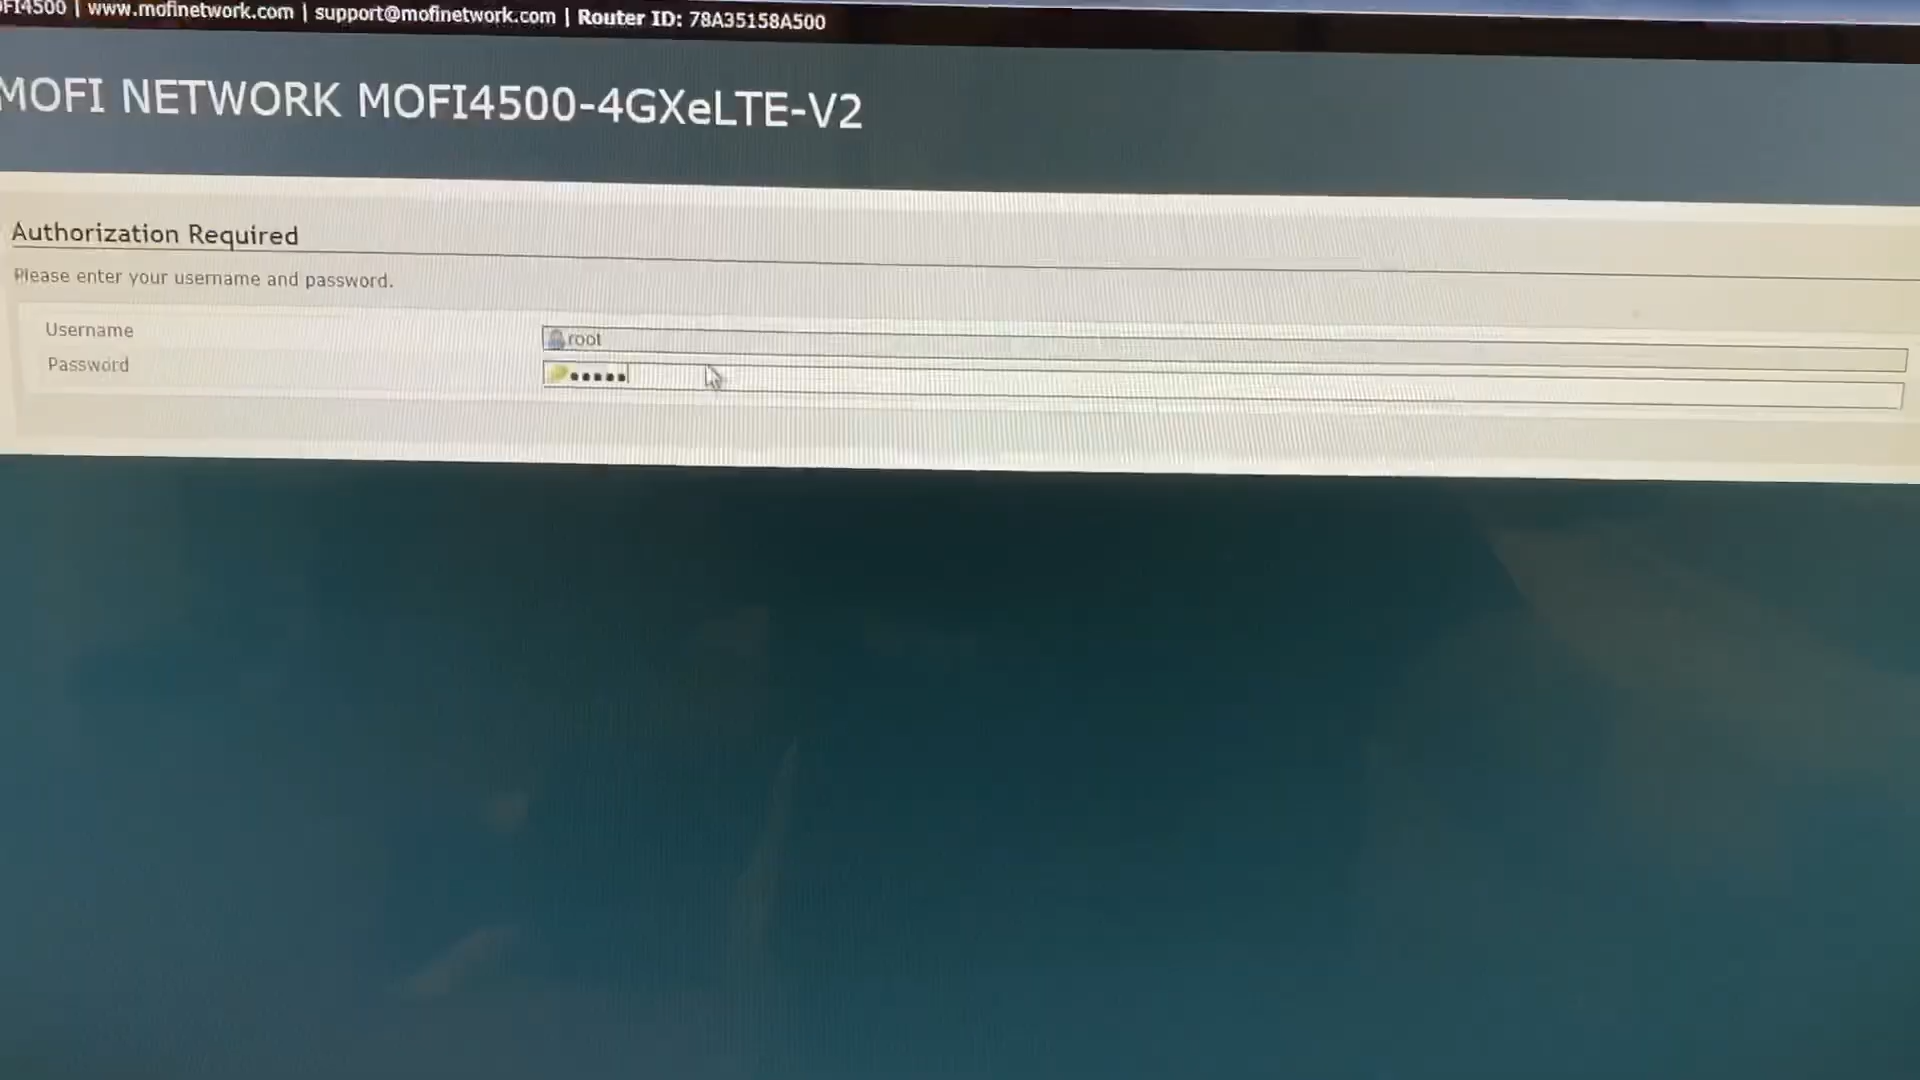 FI4500 | www.mofinetwork.com | support@mofinetwork.com | Router ID: 78A35158A500
MOFI NETWORK MOFI4500-4GXeLTE-V2
Authorization Required
Please enter your username and password.
Username root
Password •••••